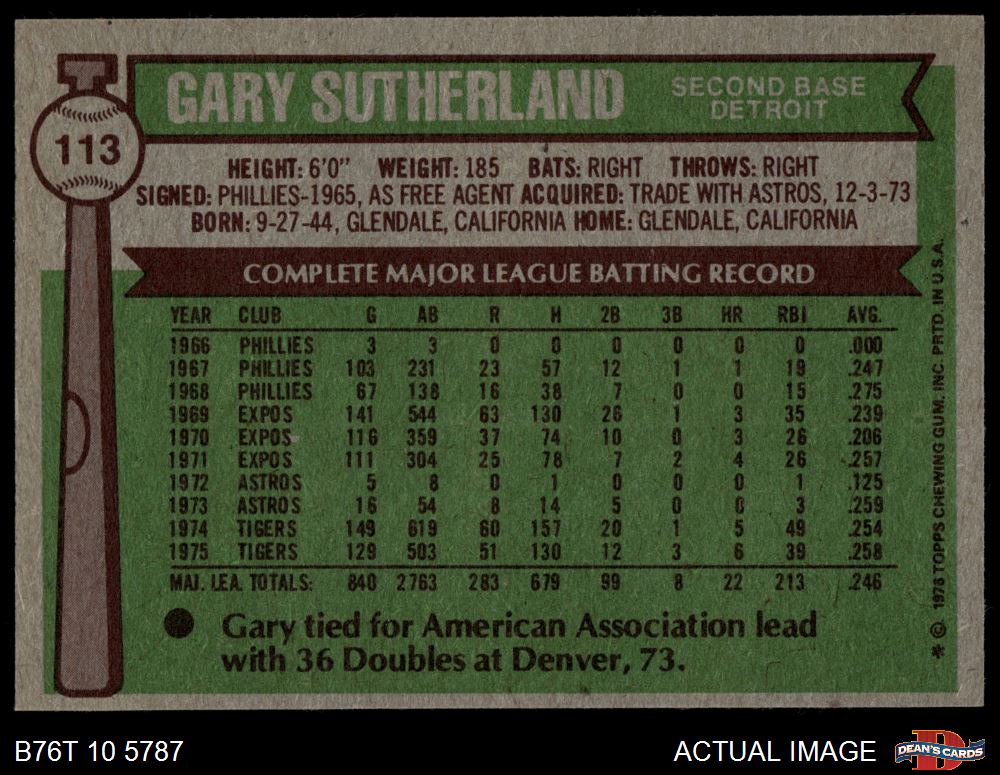 GARY SUTHERLAND
SECOND BASE
DETROIT
113
HEIGHT: 6'0" WEIGHT: 185 BATS: RIGHT THROWS: RIGHT
SIGNED: PHILLIES-1965, AS FREE AGENT ACQUIRED: TRADE WITH ASTROS, 12-3-73
BORN: 9-27-44, GLENDALE, CALIFORNIA HOME: GLENDALE, CALIFORNIA
COMPLETE MAJOR LEAGUE BATTING RECORD
YEAR CLUB G AB R H 2B 3B HR RBI AVG.
1966 PHILLIES 3 3 0 0 0 0 0 0 .000
1967 PHILLIES 103 231 23 57 12 1 1 19 .247
1968 PHILLIES 67 138 16 38 7 0 0 15 .275
1969 EXPOS 141 544 63 130 26 1 3 35 .239
1970 EXPOS 116 359 37 74 10 0 3 26 .206
1971 EXPOS 111 304 25 78 7 2 4 26 .257
1972 ASTROS 5 8 0 1 0 0 0 1 .125
1973 ASTROS 16 54 8 14 5 0 0 3 .259
1974 TIGERS 149 619 60 157 20 1 5 49 .254
1975 TIGERS 129 503 51 130 12 3 6 39 .258
MAJ. LEA. TOTALS: 840 2763 283 679 99 8 22 213 .246
Gary tied for American Association lead
with 36 Doubles at Denver, 73.
* © 1976 TOPPS CHEWING GUM, INC PRTD. IN U.S.A.
B76T 10 5787
ACTUAL IMAGE
DEAN'S CARDS